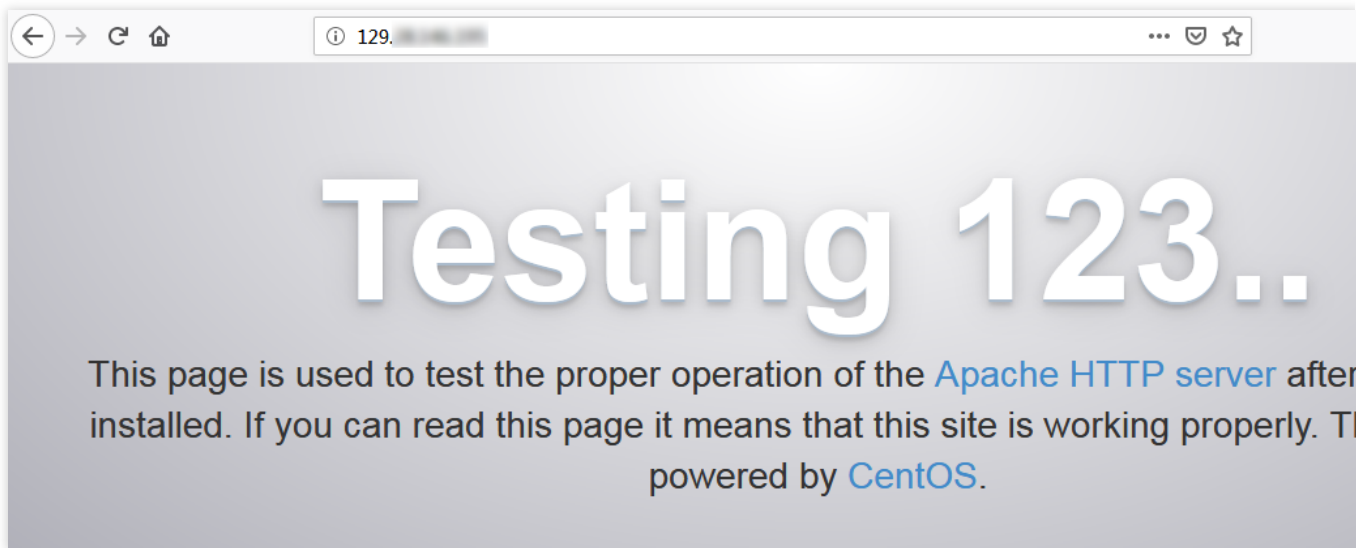 129.
Testing 123..
This page is used to test the proper operation of the Apache HTTP server after
installed. If you can read this page it means that this site is working properly.
powered by CentOS.